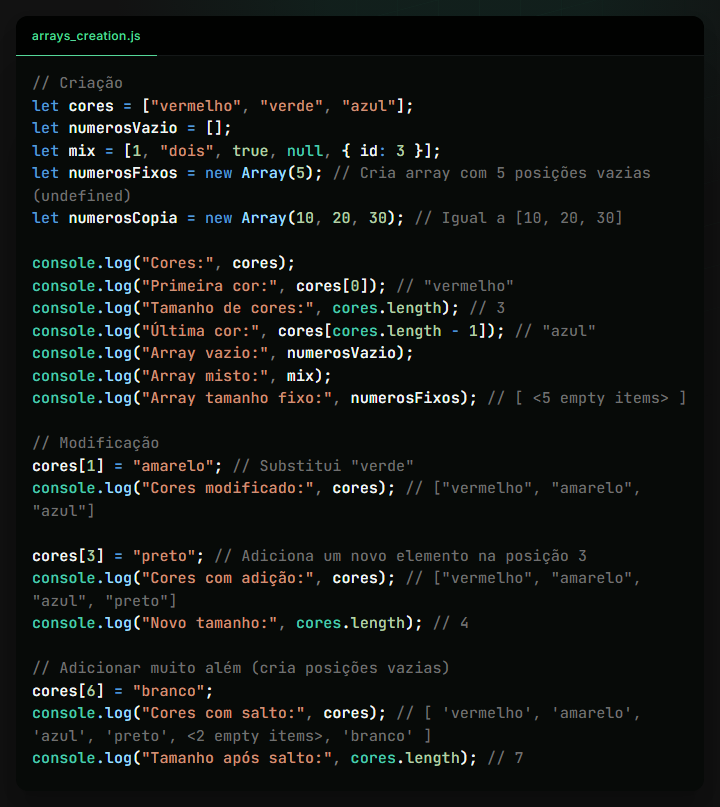 arrays_creation.js
// Criação
let cores = ["vermelho", "verde", "azul"];
let numerosVazio = [];
let mix = [1, "dois", true, null, { id: 3 }];
let numerosFixos = new Array(5); // Cria array com 5 posições vazias
(undefined)
let numerosCopia = new Array(10, 20, 30); // Igual a [10, 20, 30]

console.log("Cores:", cores);
console.log("Primeira cor:", cores[0]); // "vermelho"
console.log("Tamanho de cores:", cores.length); // 3
console.log("Última cor:", cores[cores.length - 1]); // "azul"
console.log("Array vazio:", numerosVazio);
console.log("Array misto:", mix);
console.log("Array tamanho fixo:", numerosFixos); // [ <5 empty items> ]

// Modificação
cores[1] = "amarelo"; // Substitui "verde"
console.log("Cores modificado:", cores); // ["vermelho", "amarelo",
"azul"]

cores[3] = "preto"; // Adiciona um novo elemento na posição 3
console.log("Cores com adição:", cores); // ["vermelho", "amarelo",
"azul", "preto"]
console.log("Novo tamanho:", cores.length); // 4

// Adicionar muito além (cria posições vazias)
cores[6] = "branco";
console.log("Cores com salto:", cores); // [ 'vermelho', 'amarelo',
'azul', 'preto', <2 empty items>, 'branco' ]
console.log("Tamanho após salto:", cores.length); // 7